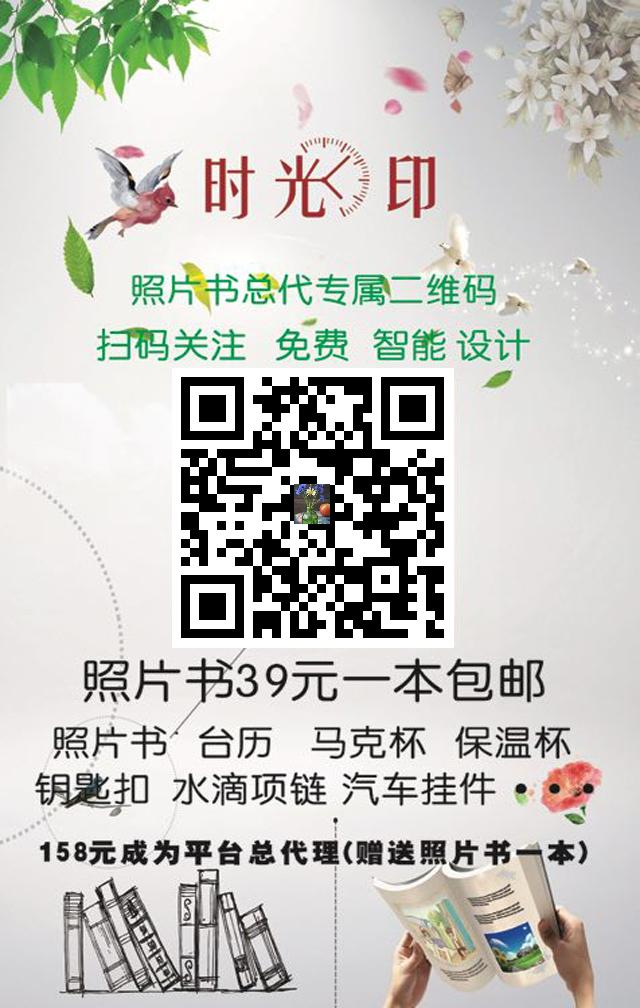 时光印
照片书总代专属二维码
扫码关注 免费 智能 设计
照片书39元一本包邮
照片书 台历 马克杯 保温杯
钥匙扣 水滴项链 汽车挂件
158元成为平台总代理(赠送照片书一本)